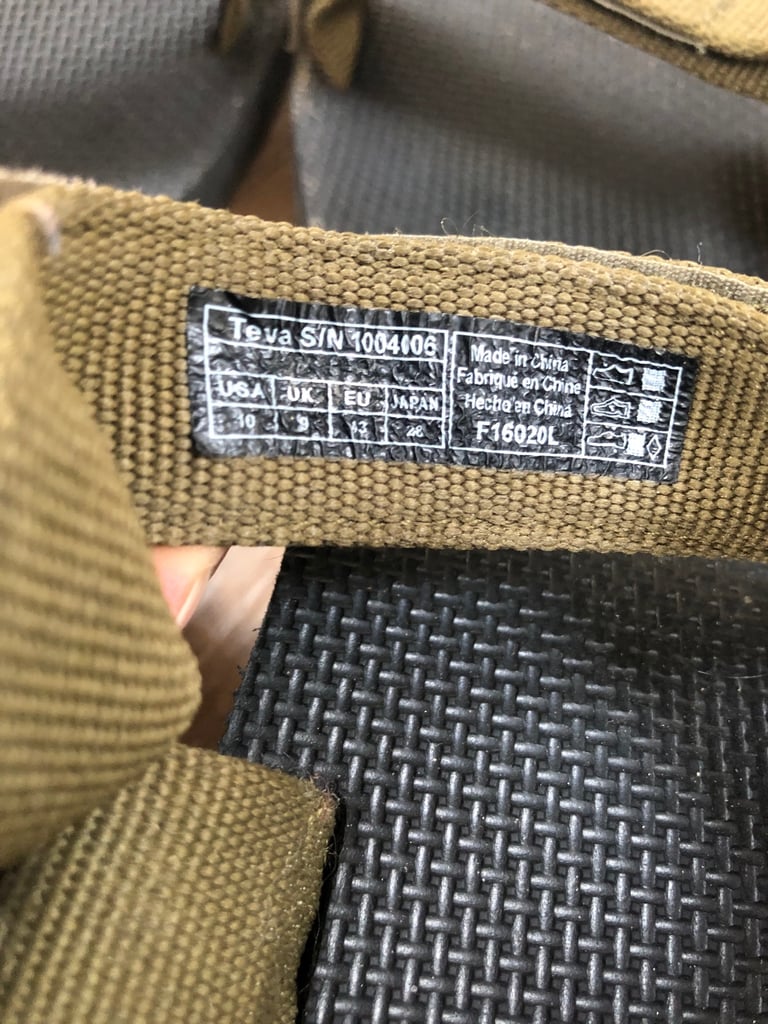 Teva S/N 1004006
USA UK EU JAPAN
10 9 43 28
Made in China
Fabriqué en Chine
Hecho en China
F16020L